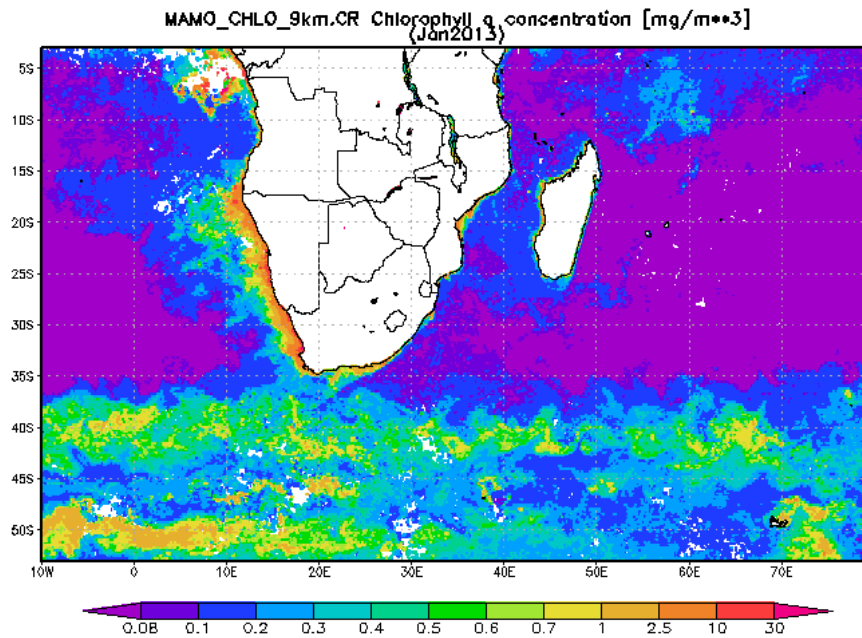 MAMO_CHLO_9km.CR Chlorophyll a concentration [mg/m**3]
(Jan2013)
5S
10S
15S
20S
25S
30S
35S
40S
45S
50S
10W 0 10E 20E 30E 40E 50E 60E 70E
0.08 0.1 0.2 0.3 0.4 0.5 0.6 0.7 1 2.5 10 30